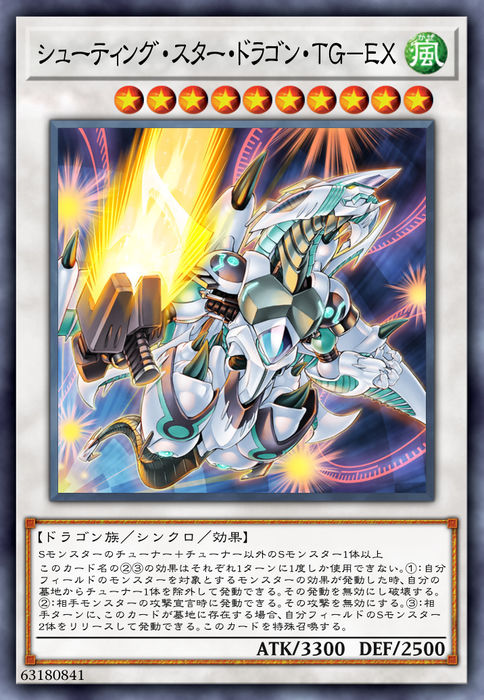 シューティング・スター・ドラゴン・TG－EX
風
【ドラゴン族／シンクロ／効果】
Sモンスターのチューナー＋チューナー以外のSモンスター1体以上
このカード名の②③の効果はそれぞれ1ターンに1度しか使用できない。①：自分
フィールドのモンスターを対象とするモンスターの効果が発動した時、自分の
墓地からチューナー1体を除外して発動できる。その発動を無効にし破壊する。
②：相手モンスターの攻撃宣言時に発動できる。その攻撃を無効にする。③：相
手ターンに、このカードが墓地に存在する場合、自分フィールドのSモンスター
2体をリリースして発動できる。このカードを特殊召喚する。
ATK/3300 DEF/2500
63180841